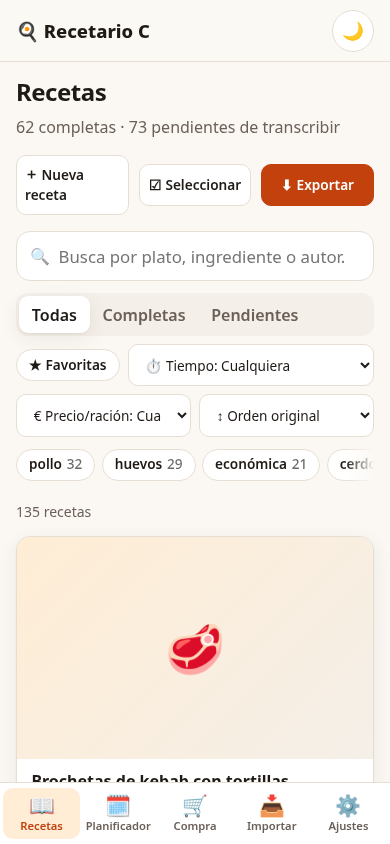 Recetario C
Recetas
62 completas · 73 pendientes de transcribir
+ Nueva
receta
Seleccionar
Exportar
Busca por plato, ingrediente o autor.
Todas Completas Pendientes
★ Favoritas
Tiempo: Cualquiera
€ Precio/ración: Cua
↕ Orden original
pollo 32 huevos 29 económica 21 cerdo
135 recetas
Brochetas de kebab con tortillas
Recetas Planificador Compra Importar Ajustes